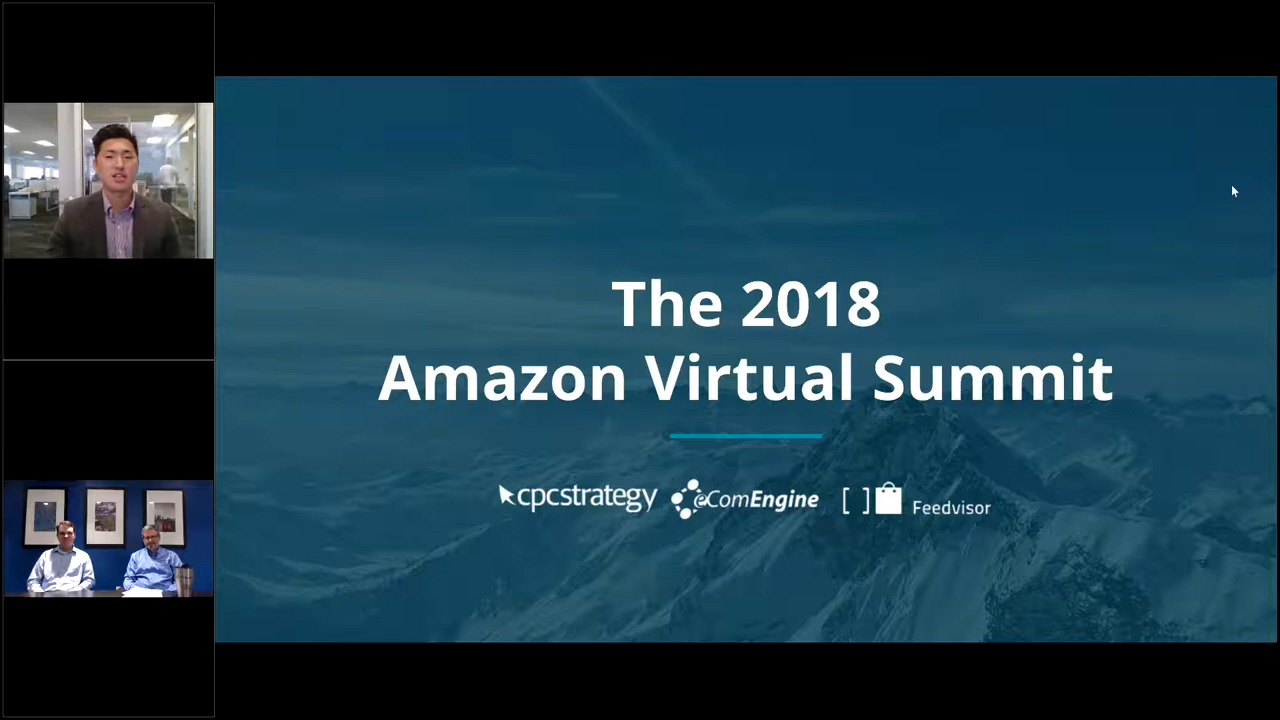 The 2018
Amazon Virtual Summit
cpcstrategy eComEngine [ ] Feedvisor